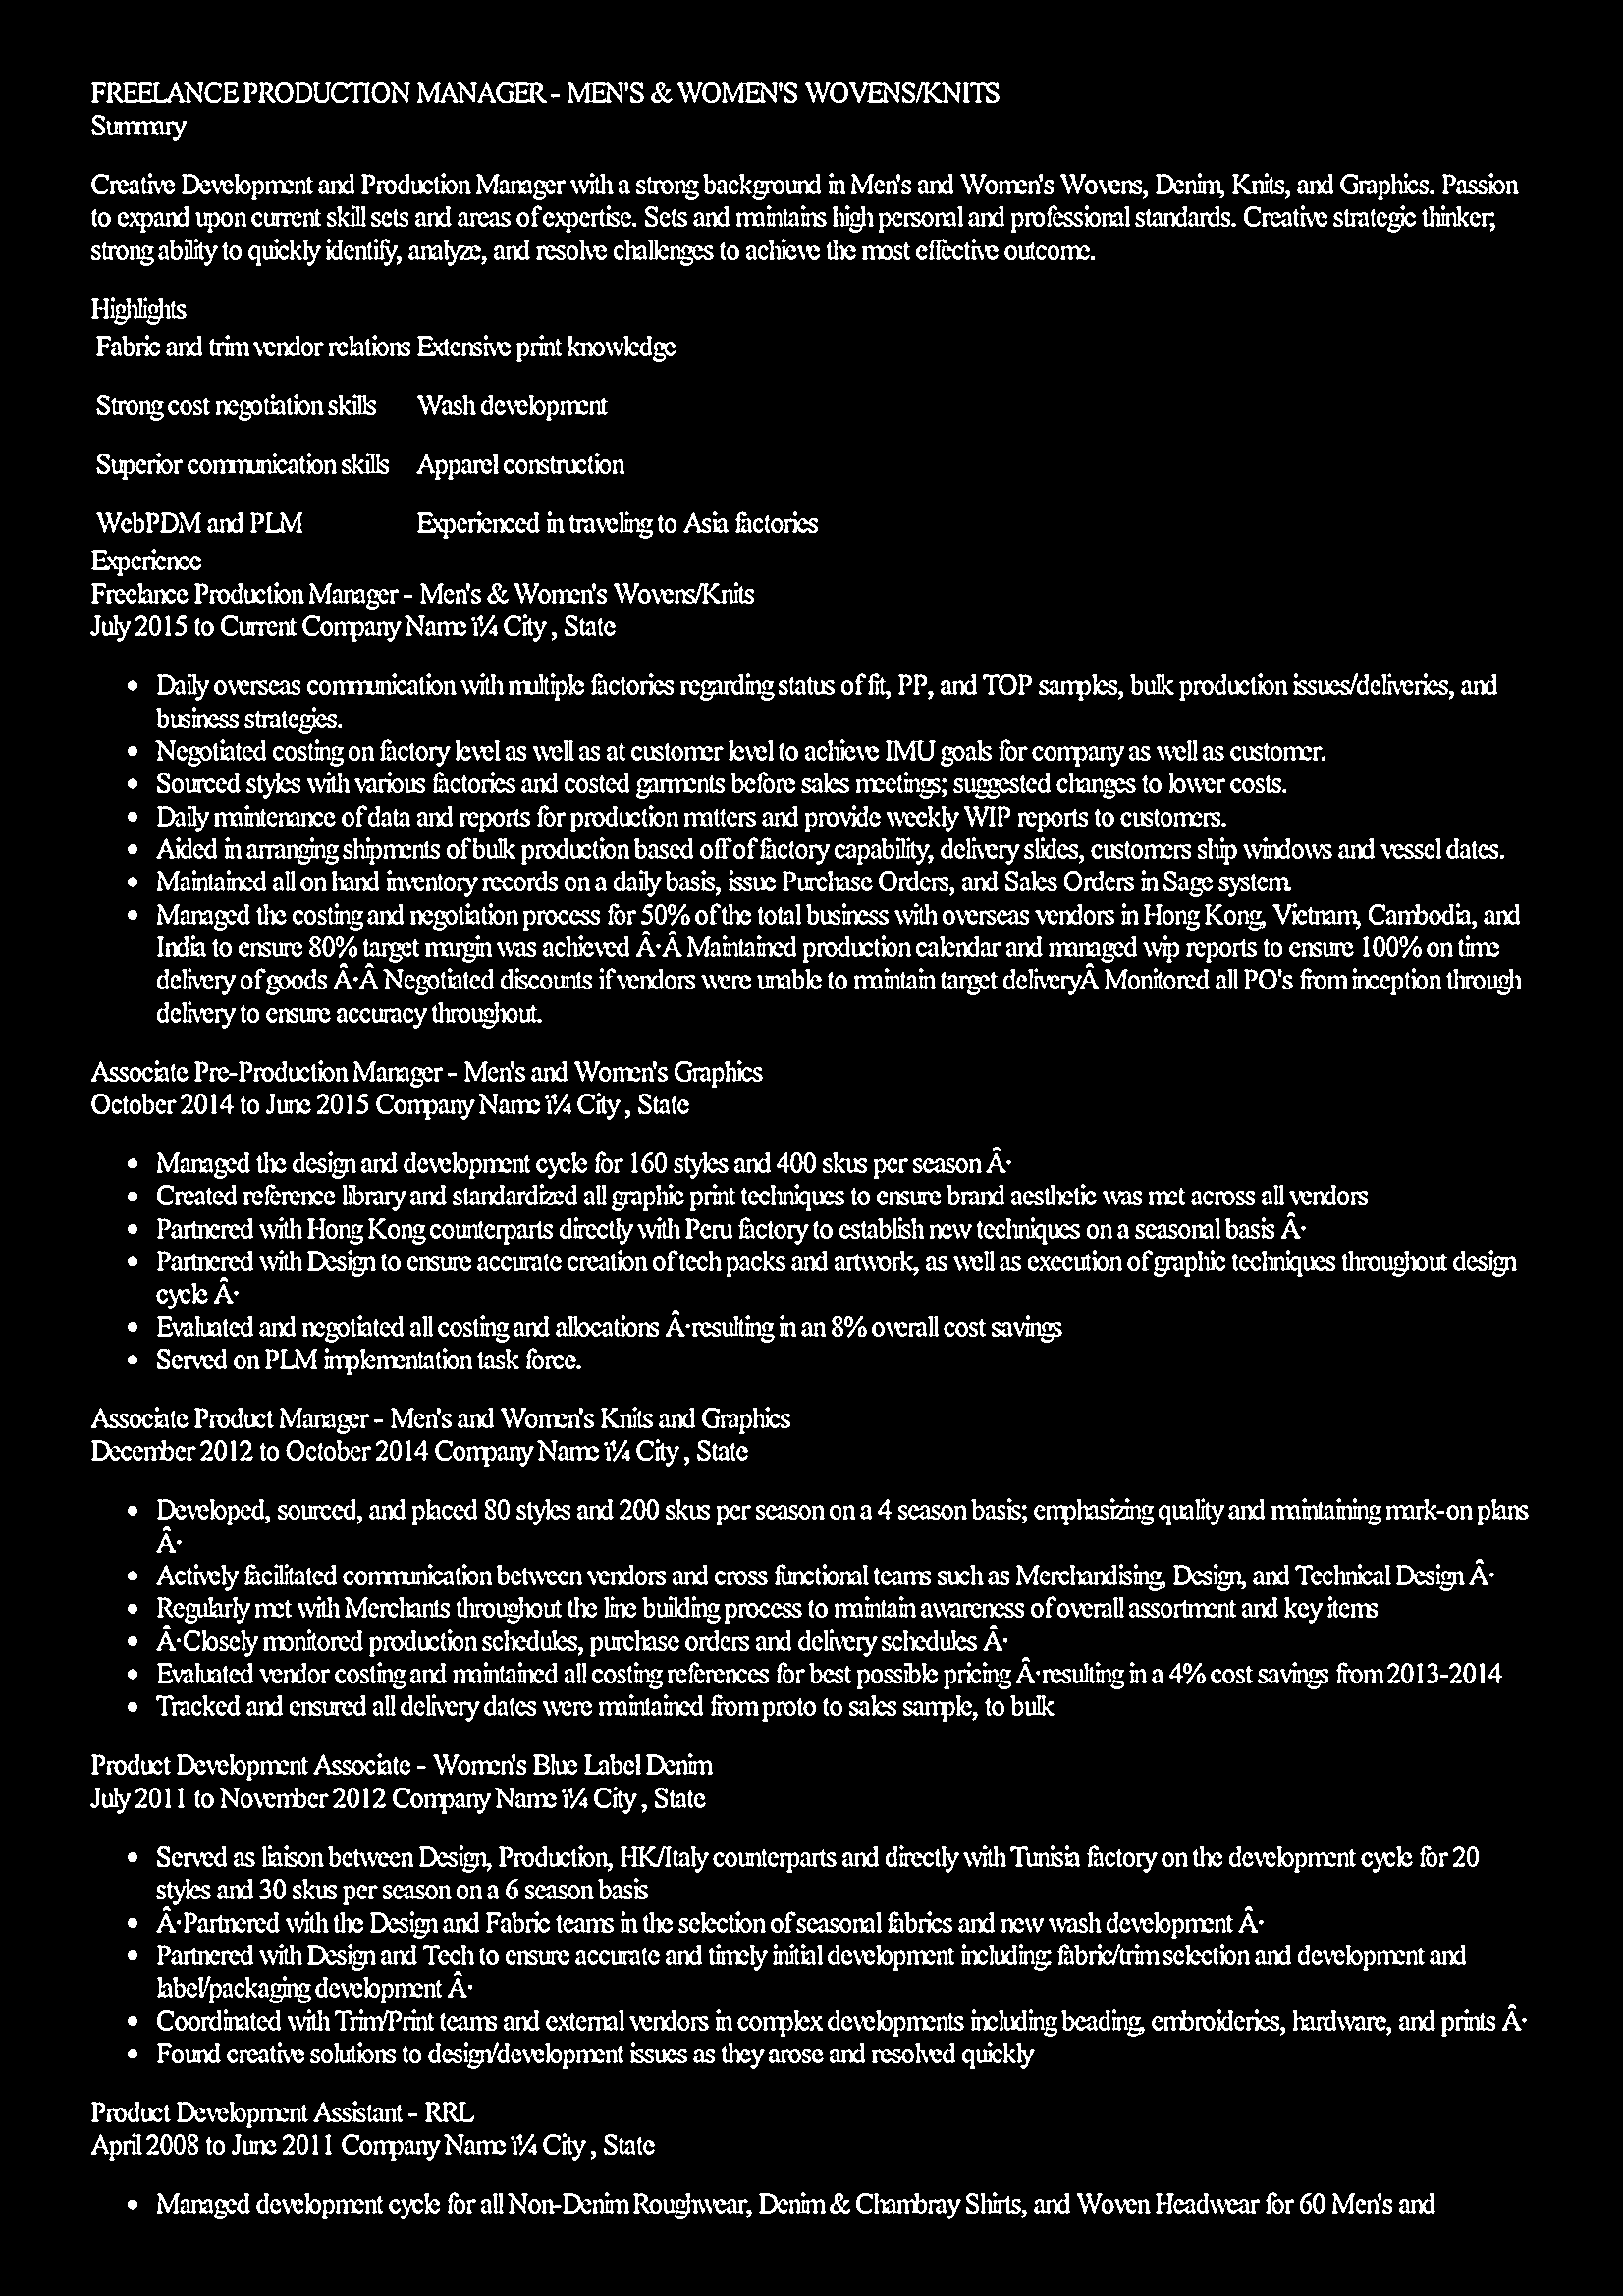 FREELANCE PRODUCTION MANAGER - MEN'S & WOMEN'S WOVENS/KNITS
Summary
Creative Development and Production Manager with a strong background in Men's and Women's Wovens, Denim, Knits, and Graphics. Passion
to expand upon current skill sets and areas of expertise. Sets and maintains high personal and professional standards. Creative strategic thinker;
strong ability to quickly identify, analyze, and resolve challenges to achieve the most effective outcome.
Highlights
Fabric and trim vendor relations Extensive print knowledge
Strong cost negotiation skills Wash development
Superior communication skills Apparel construction
WebPDM and PLM Experienced in traveling to Asia factories
Experience
Freelance Production Manager - Men's & Women's Wovens/Knits
July 2015 to Current Company Name ï¼ City , State
• Daily overseas communication with multiple factories regarding status of fit, PP, and TOP samples, bulk production issues/deliveries, and
business strategies.
• Negotiated costing on factory level as well as at customer level to achieve IMU goals for company as well as customer.
• Sourced styles with various factories and costed garments before sales meetings; suggested changes to lower costs.
• Daily maintenance of data and reports for production matters and provide weekly WIP reports to customers.
• Aided in arranging shipments of bulk production based off of factory capability, delivery slides, customers ship windows and vessel dates.
• Maintained all on hand inventory records on a daily basis, issue Purchase Orders, and Sales Orders in Sage system.
• Managed the costing and negotiation process for 50% of the total business with overseas vendors in Hong Kong, Vietnam, Cambodia, and
India to ensure 80% target margin was achieved Â·Â Maintained production calendar and managed wip reports to ensure 100% on time
delivery of goods Â·Â Negotiated discounts if vendors were unable to maintain target deliveryÂ Monitored all PO's from inception through
delivery to ensure accuracy throughout.
Associate Pre-Production Manager - Men's and Women's Graphics
October 2014 to June 2015 Company Name ï¼ City , State
• Managed the design and development cycle for 160 styles and 400 skus per season Â·
• Created reference library and standardized all graphic print techniques to ensure brand aesthetic was met across all vendors
• Partnered with Hong Kong counterparts directly with Peru factory to establish new techniques on a seasonal basis Â·
• Partnered with Design to ensure accurate creation of tech packs and artwork, as well as execution of graphic techniques throughout design
cycle Â·
• Evaluated and negotiated all costing and allocations Â·resulting in an 8% overall cost savings
• Served on PLM implementation task force.
Associate Product Manager - Men's and Women's Knits and Graphics
December 2012 to October 2014 Company Name ï¼ City , State
• Developed, sourced, and placed 80 styles and 200 skus per season on a 4 season basis; emphasizing quality and maintaining mark-on plans
Â·
• Actively facilitated communication between vendors and cross functional teams such as Merchandising, Design, and Technical Design Â·
• Regularly met with Merchants throughout the line building process to maintain awareness of overall assortment and key items
• Â·Closely monitored production schedules, purchase orders and delivery schedules Â·
• Evaluated vendor costing and maintained all costing references for best possible pricing Â·resulting in a 4% cost savings from 2013-2014
• Tracked and ensured all delivery dates were maintained from proto to sales sample, to bulk
Product Development Associate - Women's Blue Label Denim
July 2011 to November 2012 Company Name ï¼ City , State
• Served as liaison between Design, Production, HK/Italy counterparts and directly with Tunisia factory on the development cycle for 20
styles and 30 skus per season on a 6 season basis
• Â·Partnered with the Design and Fabric teams in the selection of seasonal fabrics and new wash development Â·
• Partnered with Design and Tech to ensure accurate and timely initial development including: fabric/trim selection and development and
label/packaging development Â·
• Coordinated with Trim/Print teams and external vendors in complex developments including beading, embroideries, hardware, and prints Â·
• Found creative solutions to design/development issues as they arose and resolved quickly
Product Development Assistant - RRL
April 2008 to June 2011 Company Name ï¼ City , State
• Managed development cycle for all Non-Denim Roughwear, Denim & Chambray Shirts, and Woven Headwear for 60 Men's and